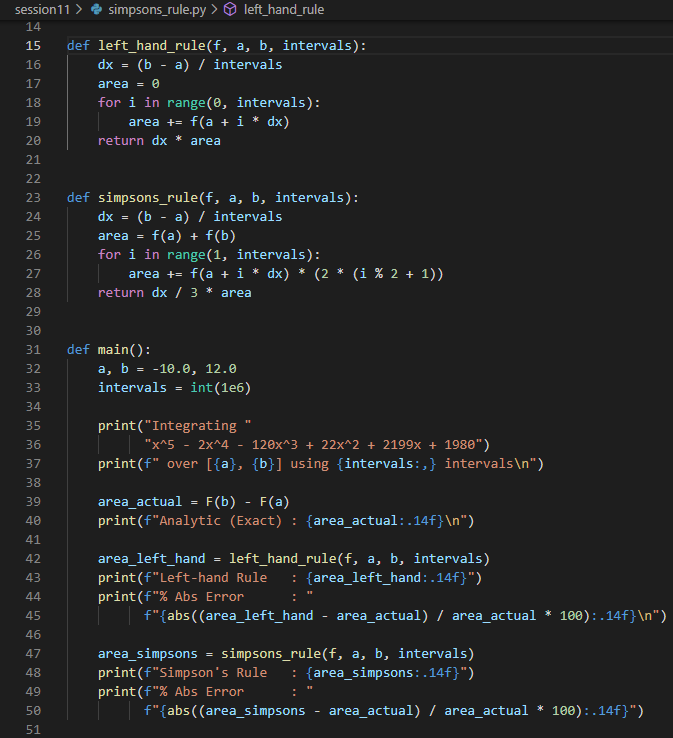 session11 > simpsons_rule.py > left_hand_rule
14
15 def left_hand_rule(f, a, b, intervals):
16     dx = (b - a) / intervals
17     area = 0
18     for i in range(0, intervals):
19         area += f(a + i * dx)
20     return dx * area
21
22
23 def simpsons_rule(f, a, b, intervals):
24     dx = (b - a) / intervals
25     area = f(a) + f(b)
26     for i in range(1, intervals):
27         area += f(a + i * dx) * (2 * (i % 2 + 1))
28     return dx / 3 * area
29
30
31 def main():
32     a, b = -10.0, 12.0
33     intervals = int(1e6)
34
35     print("Integrating "
36           "x^5 - 2x^4 - 120x^3 + 22x^2 + 2199x + 1980")
37     print(f" over [{a}, {b}] using {intervals:,} intervals\n")
38
39     area_actual = F(b) - F(a)
40     print(f"Analytic (Exact) : {area_actual:.14f}\n")
41
42     area_left_hand = left_hand_rule(f, a, b, intervals)
43     print(f"Left-hand Rule   : {area_left_hand:.14f}")
44     print(f"% Abs Error      : "
45           f"{abs((area_left_hand - area_actual) / area_actual * 100):.14f}\n")
46
47     area_simpsons = simpsons_rule(f, a, b, intervals)
48     print(f"Simpson's Rule   : {area_simpsons:.14f}")
49     print(f"% Abs Error      : "
50           f"{abs((area_simpsons - area_actual) / area_actual * 100):.14f}")
51